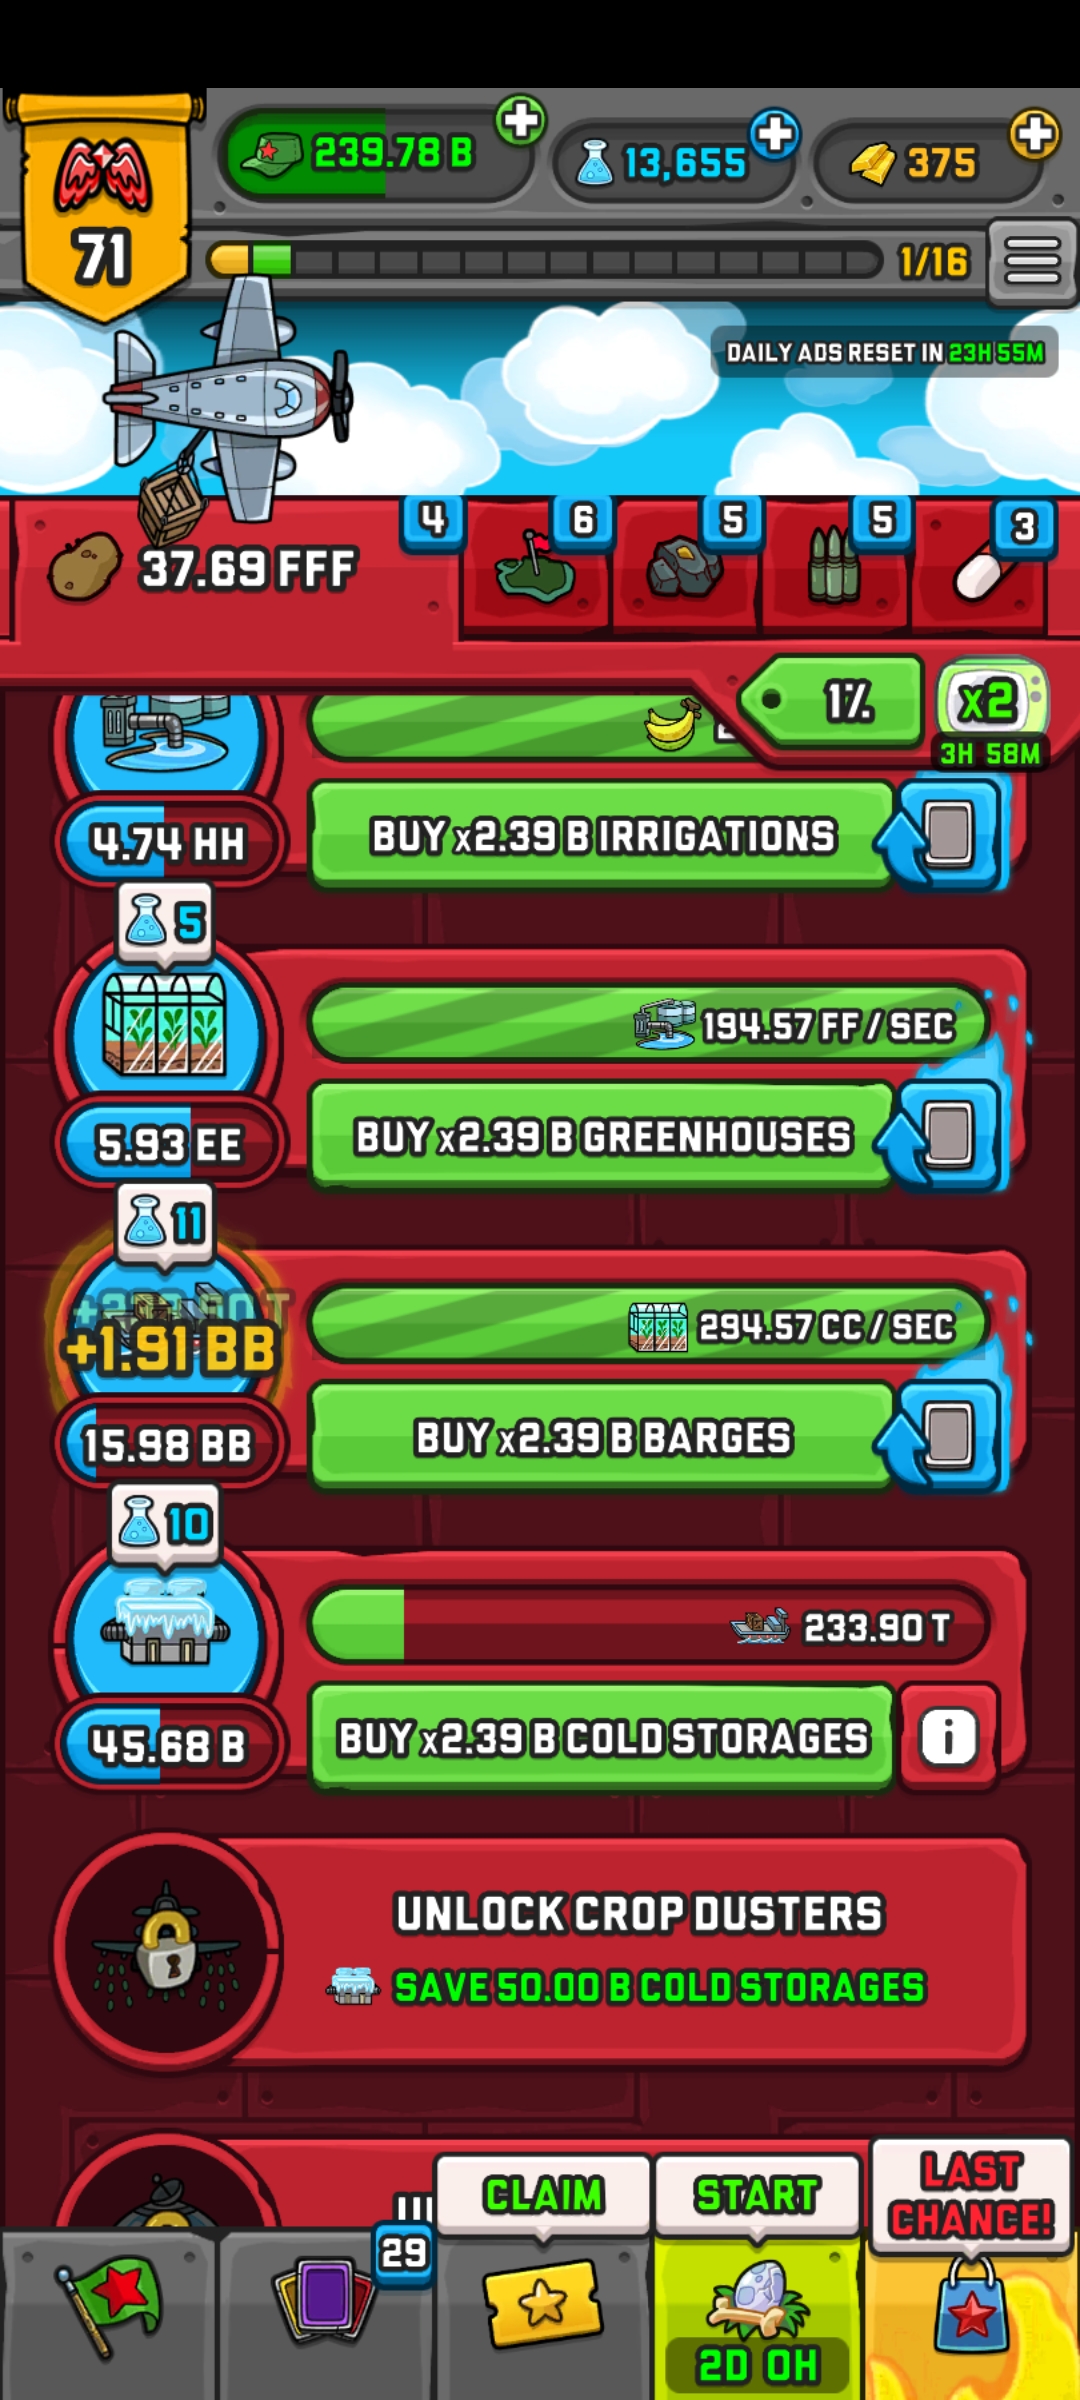 239.78 B
13,655
375
71
1/16
DAILY ADS RESET IN 23H 55M
37.69 FFF
4
6
5
5
3
1%
x2
3H 58M
4.74 HH
BUY x2.39 B IRRIGATIONS
5
194.57 FF / SEC
5.93 EE
BUY x2.39 B GREENHOUSES
11
+1.91 BB
294.57 CC / SEC
15.98 BB
BUY x2.39 B BARGES
10
233.90 T
45.68 B
BUY x2.39 B COLD STORAGES
i
UNLOCK CROP DUSTERS
SAVE 50.00 B COLD STORAGES
CLAIM
START
LAST
CHANCE!
29
2D 0H